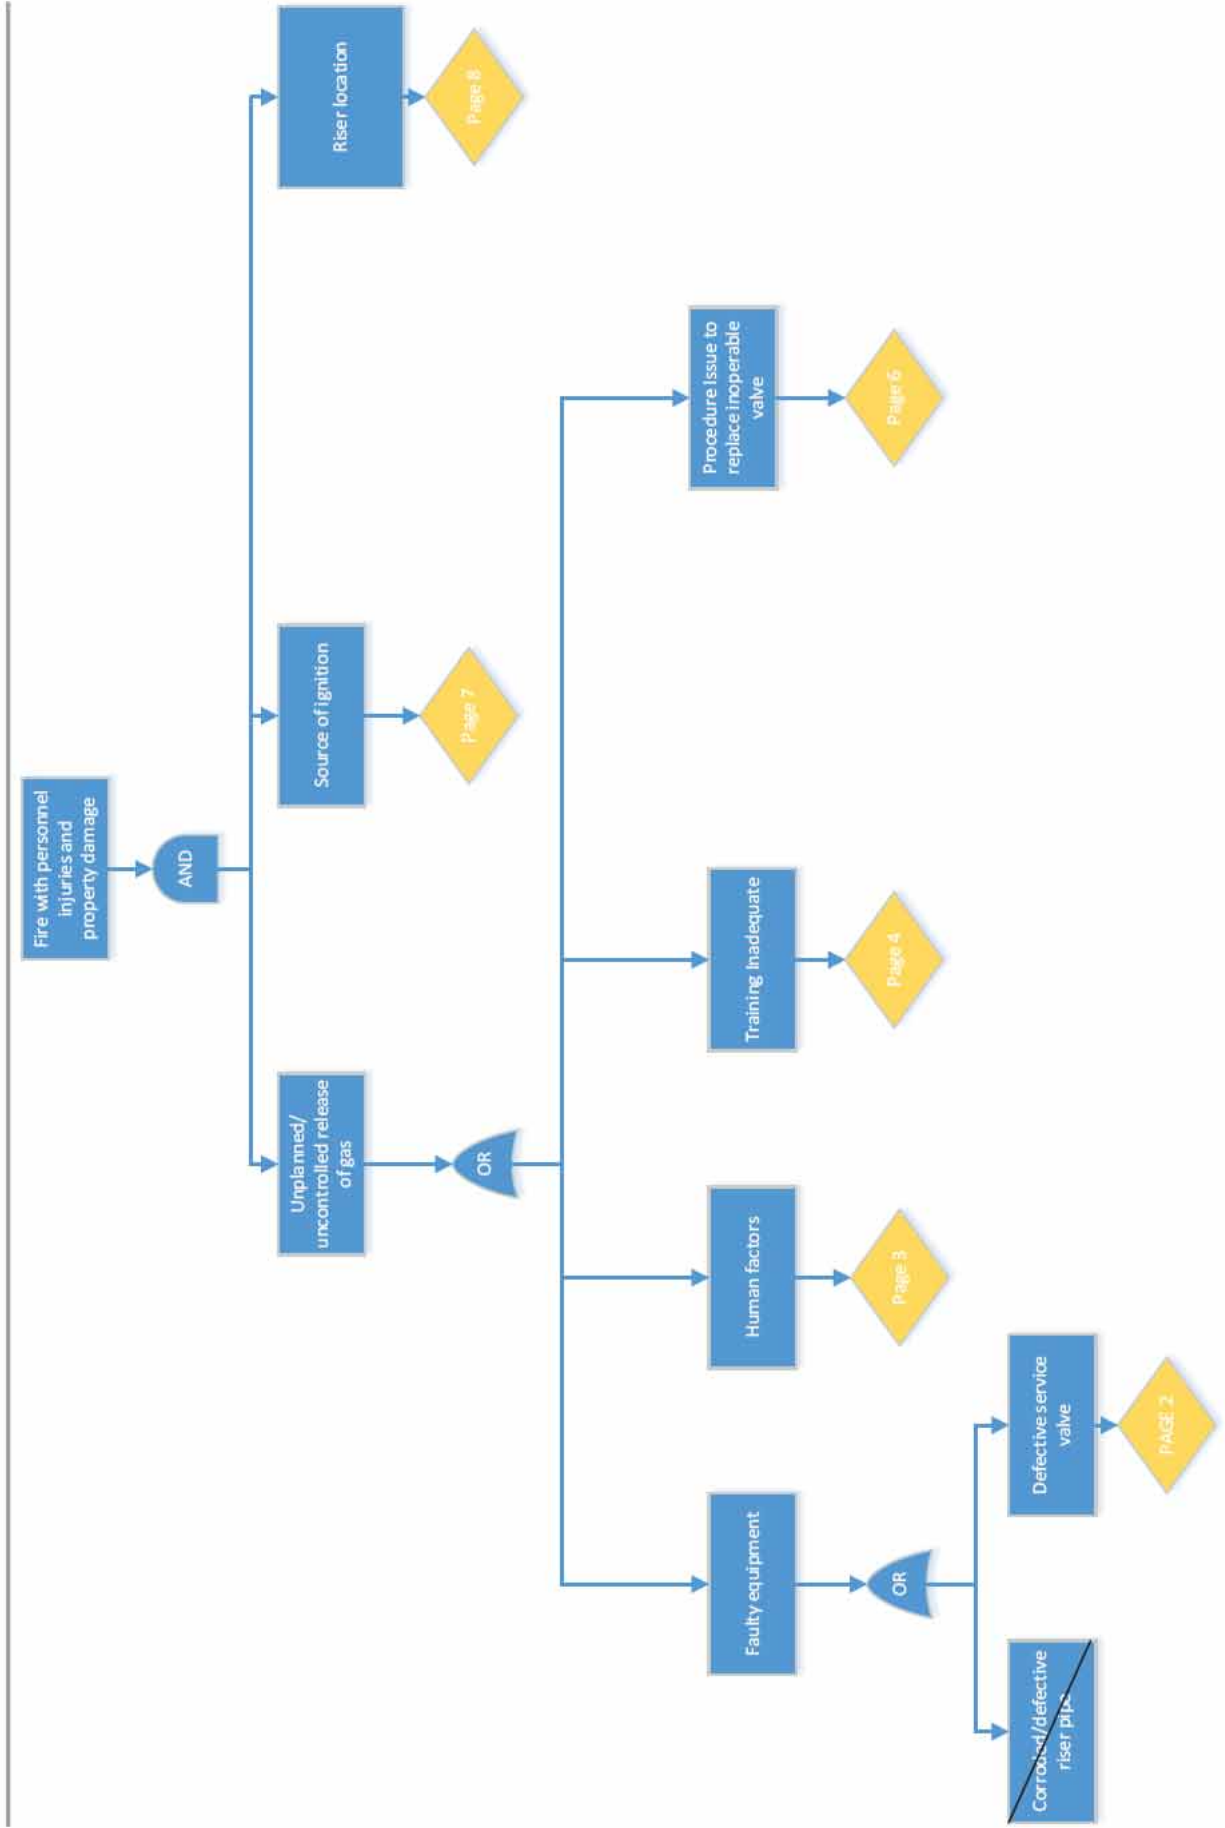 Fire with personnel
injuries and
property damage
AND
Unplanned/
uncontrolled release
of gas
Source of ignition
Riser location
Page 7
Page 8
OR
Faulty equipment
Human factors
Training Inadequate
Procedure Issue to
replace inoperable
valve
OR
Page 3
Page 4
Page 6
Corroded/defective
riser pipe
Defective service
valve
PAGE 2